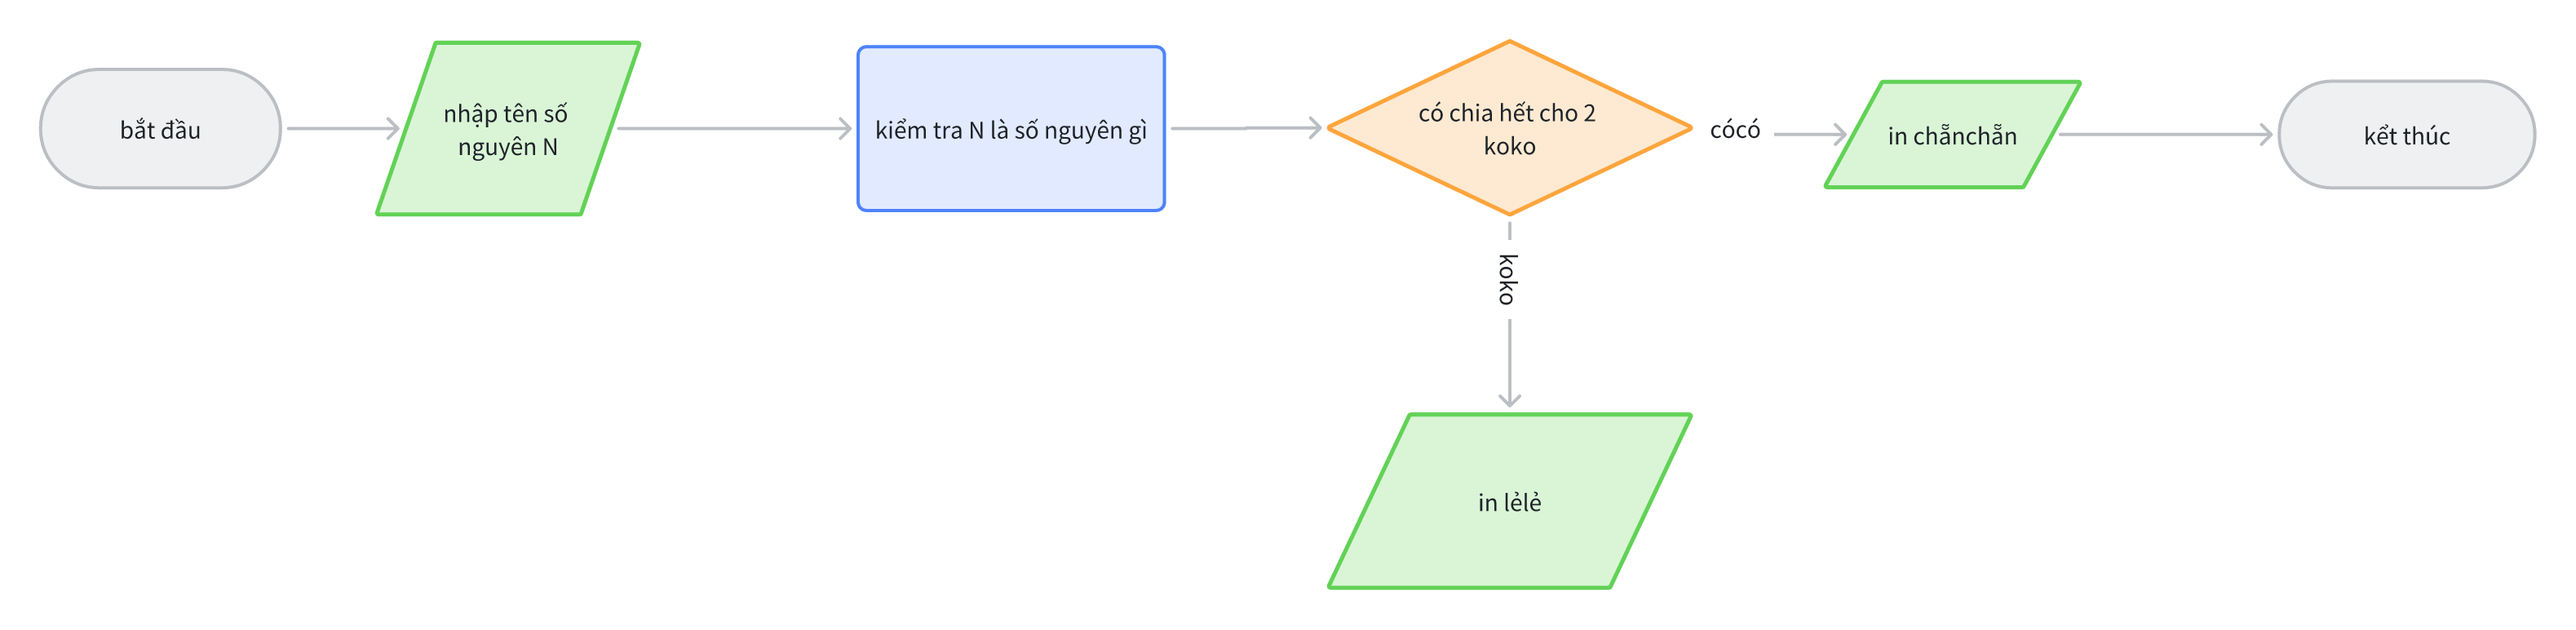 bắt đầu
nhập tên số
nguyên N
kiểm tra N là số nguyên gì
có chia hết cho 2
koko
cócó
in chẵnchẵn
kểt thúc
koko
in lẻlẻ